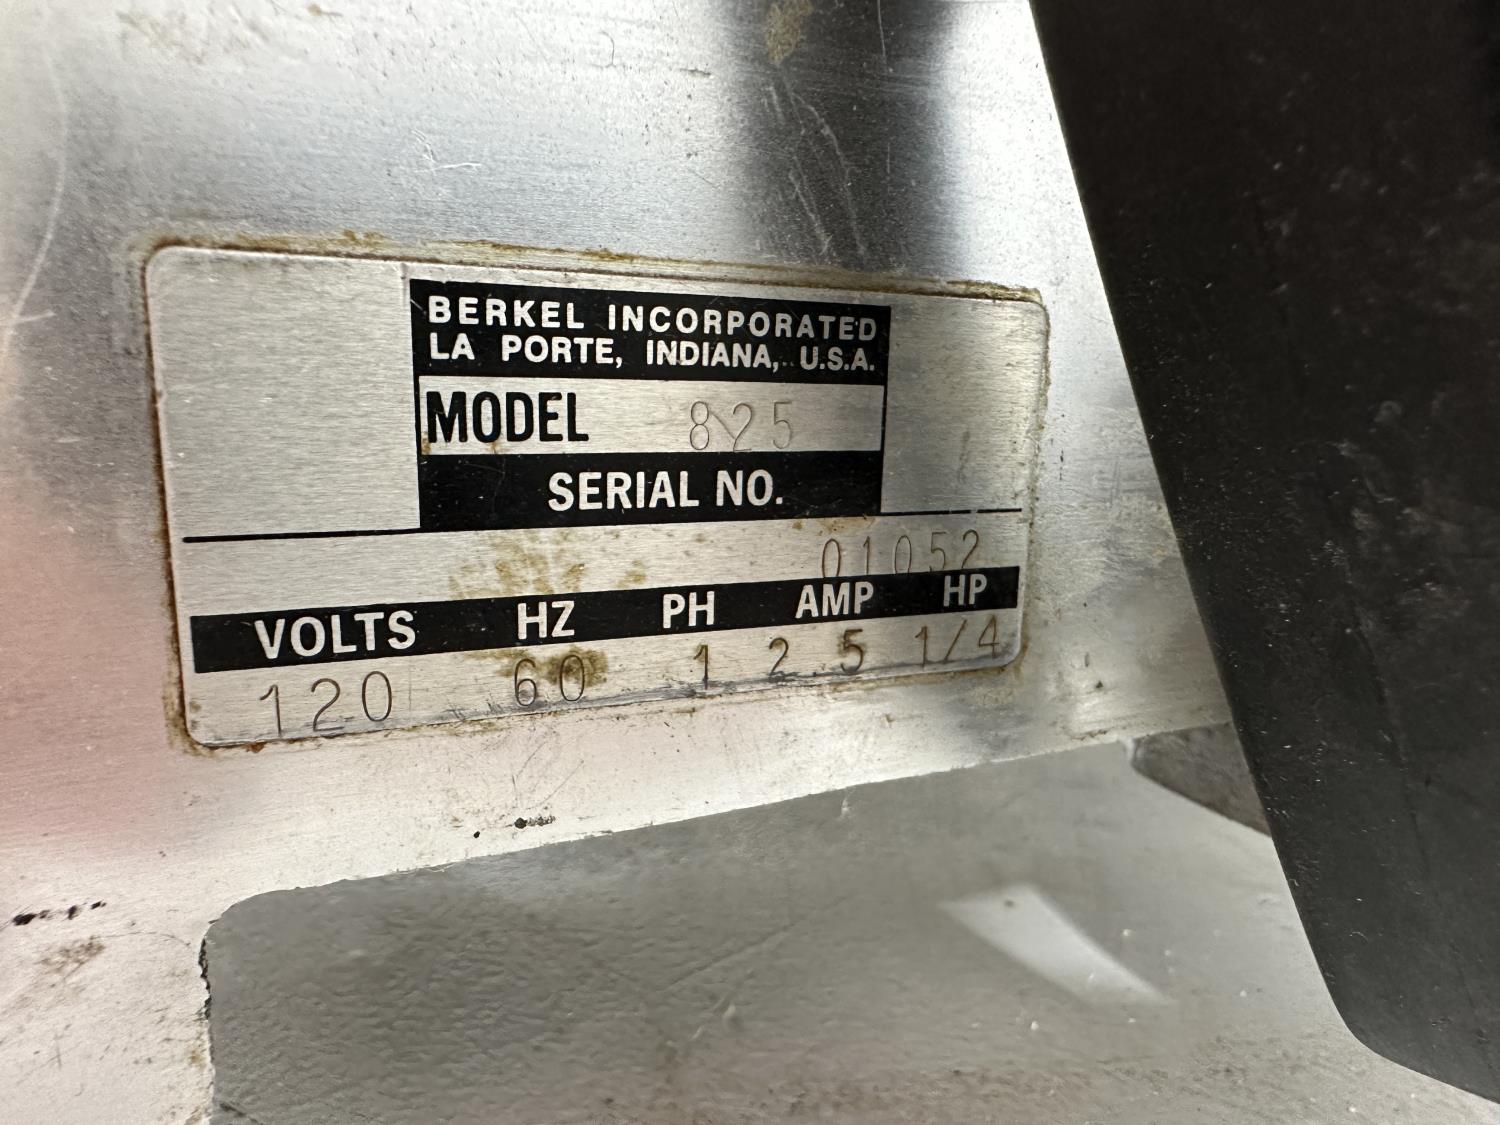 BERKEL INCORPORATED
LA PORTE, INDIANA, U.S.A.
MODEL 825
SERIAL NO.
01052
VOLTS HZ PH AMP HP
120 60 1 2.5 1/4